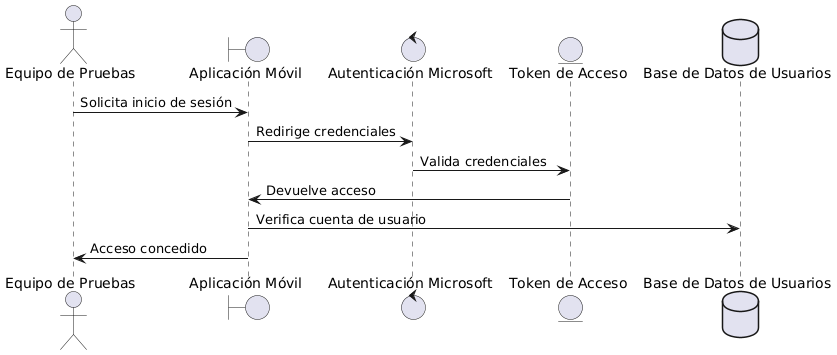 Equipo de Pruebas
Aplicación Móvil
Autenticación Microsoft
Token de Acceso
Base de Datos de Usuarios
Solicita inicio de sesión
Redirige credenciales
Valida credenciales
Devuelve acceso
Verifica cuenta de usuario
Acceso concedido
Equipo de Pruebas
Aplicación Móvil
Autenticación Microsoft
Token de Acceso
Base de Datos de Usuarios